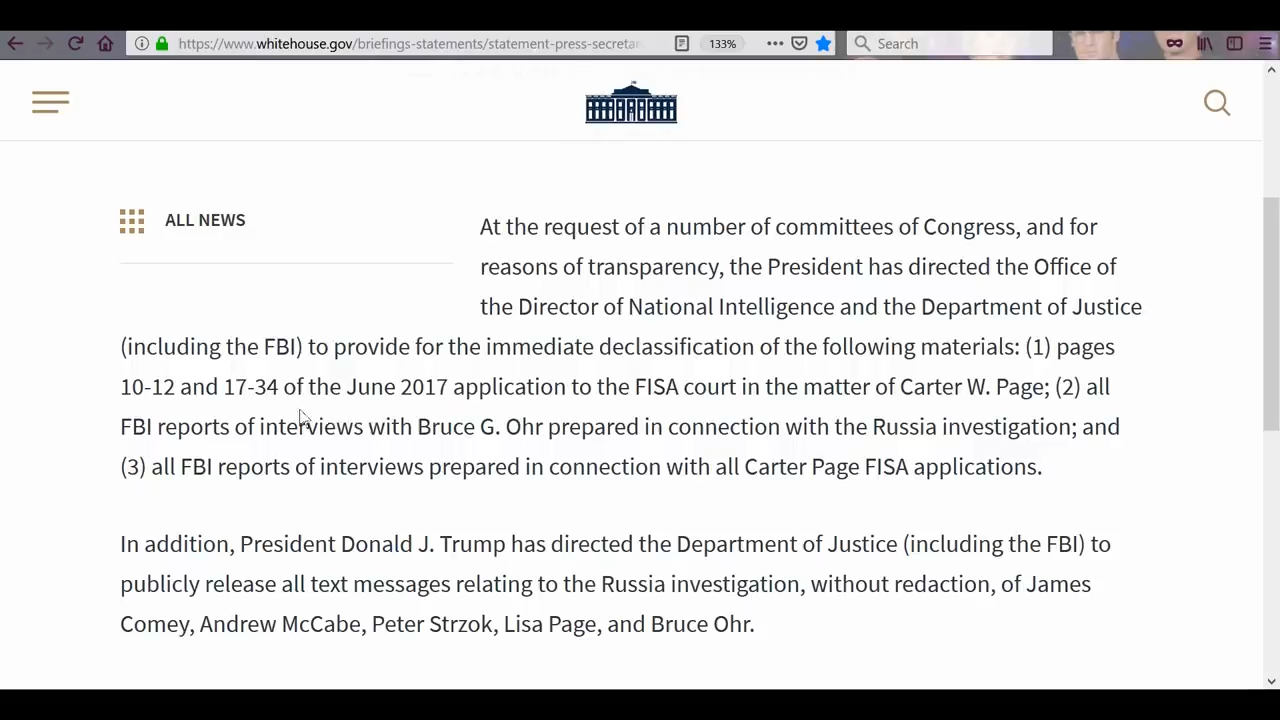 https://www.whitehouse.gov/briefings-statements/statement-press-secretar
133%
Search
ALL NEWS
At the request of a number of committees of Congress, and for
reasons of transparency, the President has directed the Office of
the Director of National Intelligence and the Department of Justice
(including the FBI) to provide for the immediate declassification of the following materials: (1) pages
10-12 and 17-34 of the June 2017 application to the FISA court in the matter of Carter W. Page; (2) all
FBI reports of interviews with Bruce G. Ohr prepared in connection with the Russia investigation; and
(3) all FBI reports of interviews prepared in connection with all Carter Page FISA applications.
In addition, President Donald J. Trump has directed the Department of Justice (including the FBI) to
publicly release all text messages relating to the Russia investigation, without redaction, of James
Comey, Andrew McCabe, Peter Strzok, Lisa Page, and Bruce Ohr.